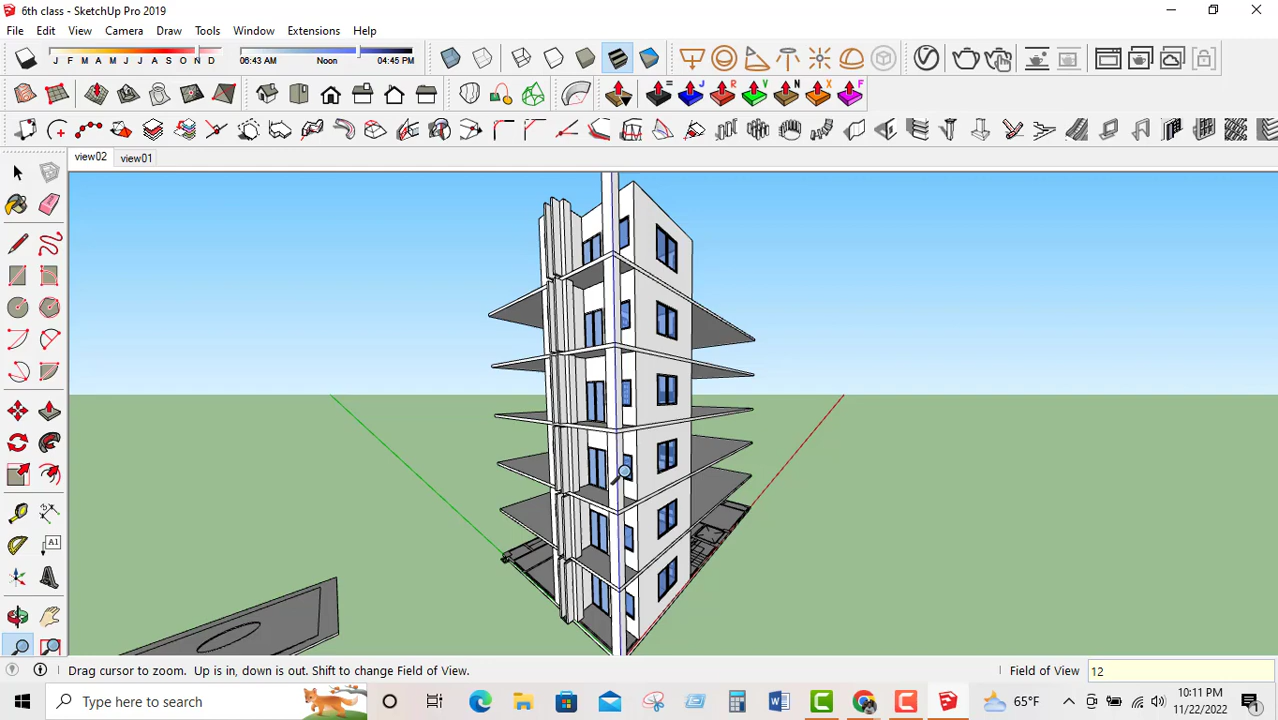 6th class - SketchUp Pro 2019
File Edit View Camera Draw Tools Window Extensions Help
J F M A M J J A S O N D 06:43 AM Noon 04:45 PM
= J R V N X F
view02 view01
A1
Drag cursor to zoom. Up is in, down is out. Shift to change Field of View. Field of View 12
Type here to search 65°F 10:11 PM
11/22/2022 1